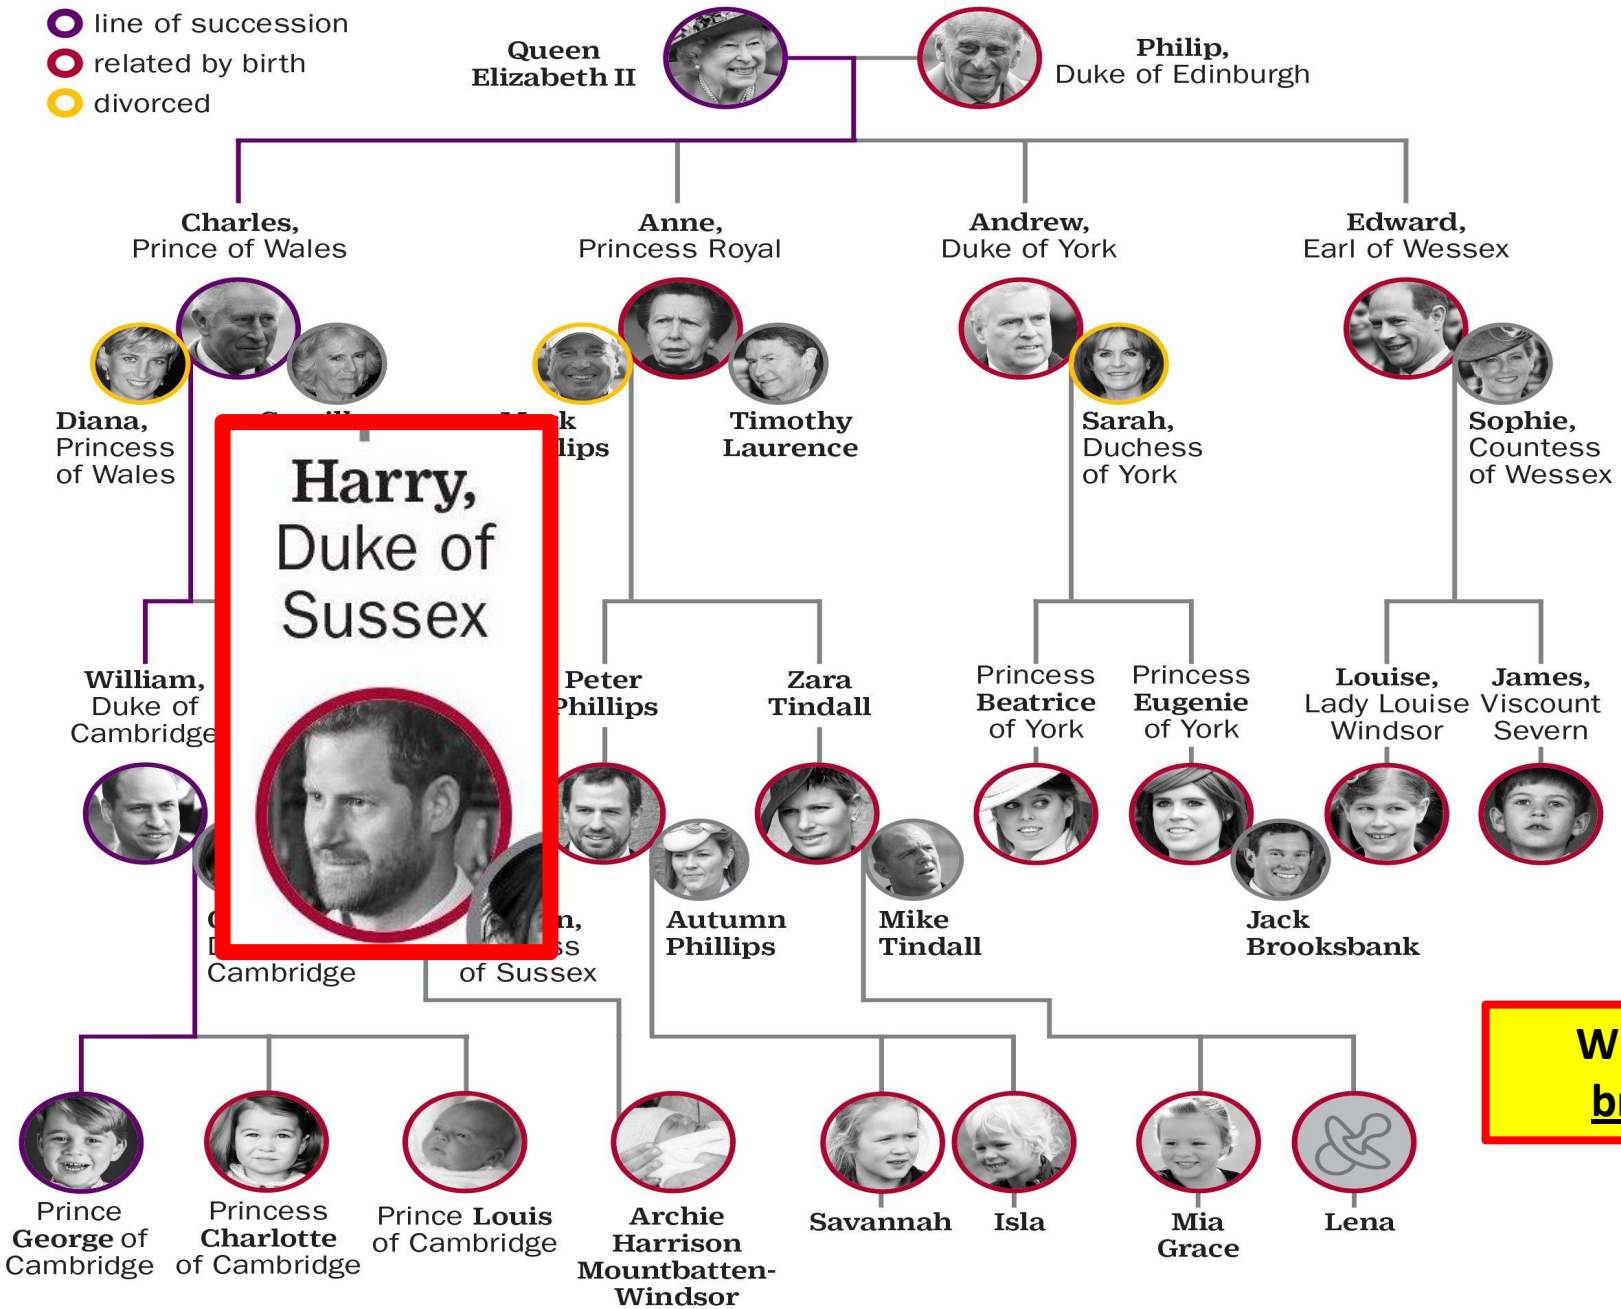 line of succession
related by birth
divorced
Queen
Elizabeth II
Philip,
Duke of Edinburgh
Charles,
Prince of Wales
Anne,
Princess Royal
Andrew,
Duke of York
Edward,
Earl of Wessex
Diana,
Princess
of Wales
Timothy
Laurence
Sarah,
Duchess
of York
Sophie,
Countess
of Wessex
Harry,
Duke of
Sussex
William,
Duke of
Cambridge
Peter
Phillips
Zara
Tindall
Princess
Beatrice
of York
Princess
Eugenie
of York
Louise,
Lady Louise
Windsor
James,
Viscount
Severn
Cambridge
of Sussex
Autumn
Phillips
Mike
Tindall
Jack
Brooksbank
Prince
George of
Cambridge
Princess
Charlotte
of Cambridge
Prince Louis
of Cambridge
Archie
Harrison
Mountbatten-
Windsor
Savannah
Isla
Mia
Grace
Lena